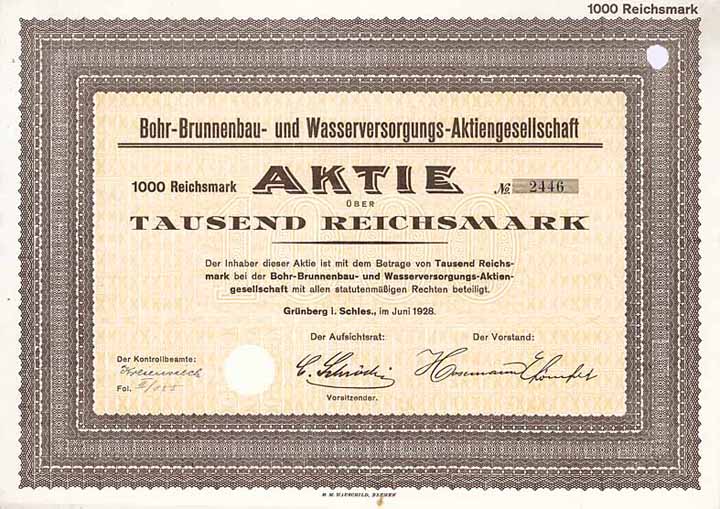 1000 Reichsmark
Bohr-Brunnenbau- und Wasserversorgungs-Aktiengesellschaft
1000 Reichsmark AKTIE № 2446
ÜBER
TAUSEND REICHSMARK
Der Inhaber dieser Aktie ist mit dem Betrage von Tausend Reichs-
mark bei der Bohr-Brunnenbau- und Wasserversorgungs-Aktien-
gesellschaft mit allen statutenmäßigen Rechten beteiligt.
Grünberg i. Schles., im Juni 1928.
Der Aufsichtsrat: Der Vorstand:
Der Kontrollbeamte:
Fol.
Vorsitzender.
H. M. HAUSCHILD, BREMEN